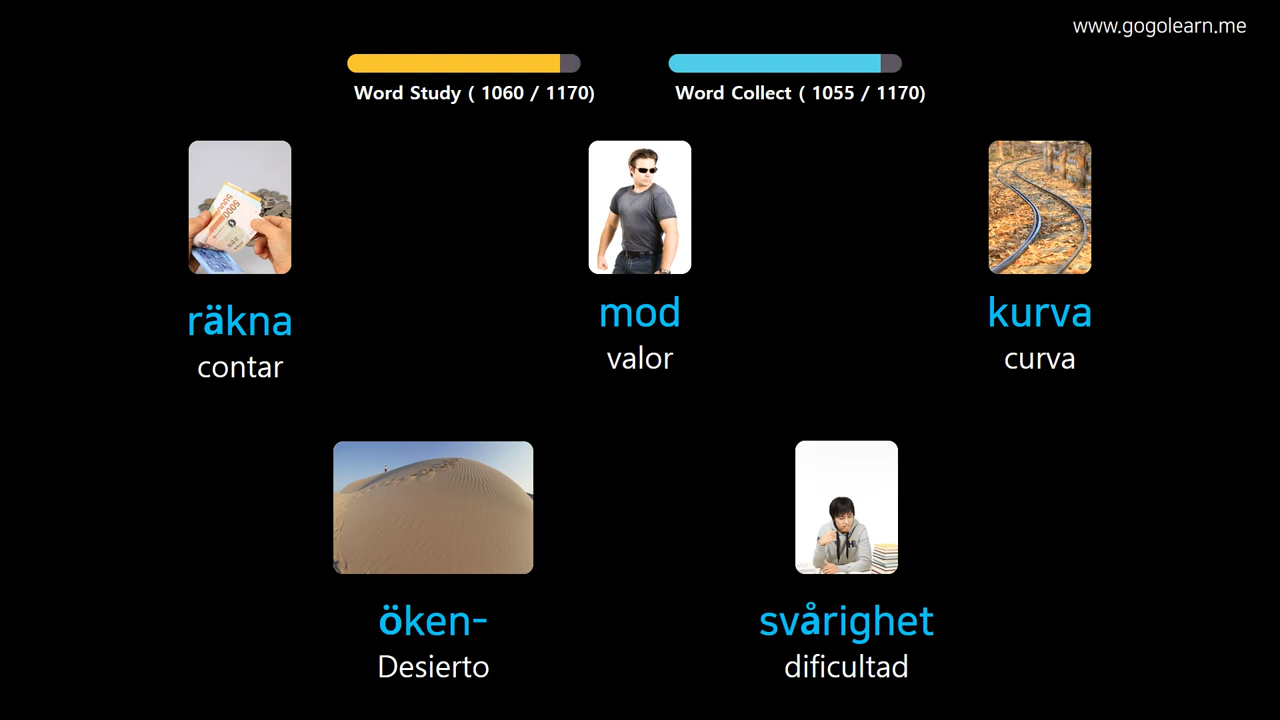 www.gogolearn.me
Word Study ( 1060 / 1170)
Word Collect ( 1055 / 1170)
räkna
contar
mod
valor
kurva
curva
öken-
Desierto
svårighet
dificultad